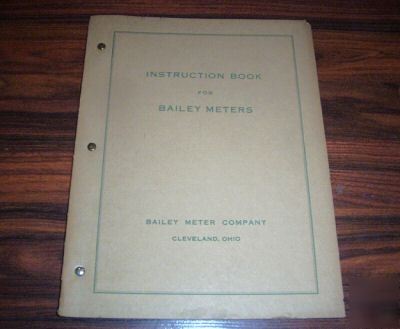 INSTRUCTION BOOK
FOR
BAILEY METERS
BAILEY METER COMPANY
CLEVELAND, OHIO